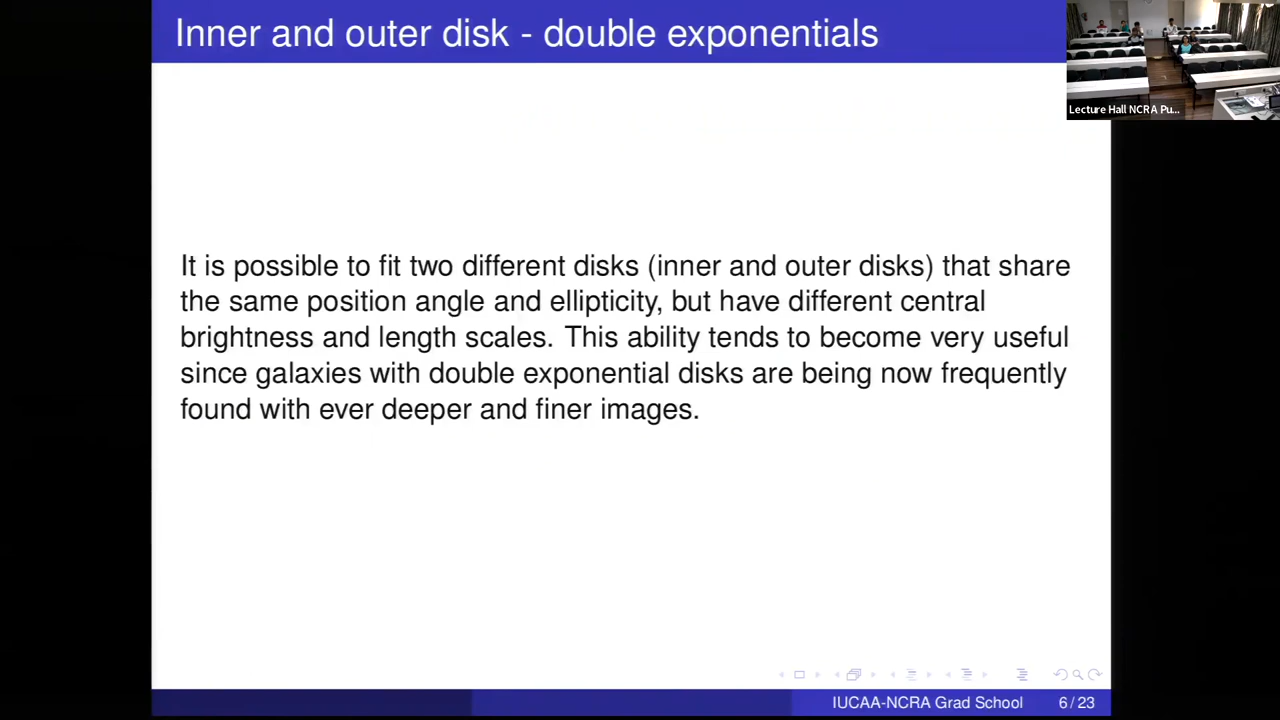 Inner and outer disk - double exponentials
Lecture Hall NCRA Pu...
It is possible to fit two different disks (inner and outer disks) that share
the same position angle and ellipticity, but have different central
brightness and length scales. This ability tends to become very useful
since galaxies with double exponential disks are being now frequently
found with ever deeper and finer images.
IUCAA-NCRA Grad School 6/23